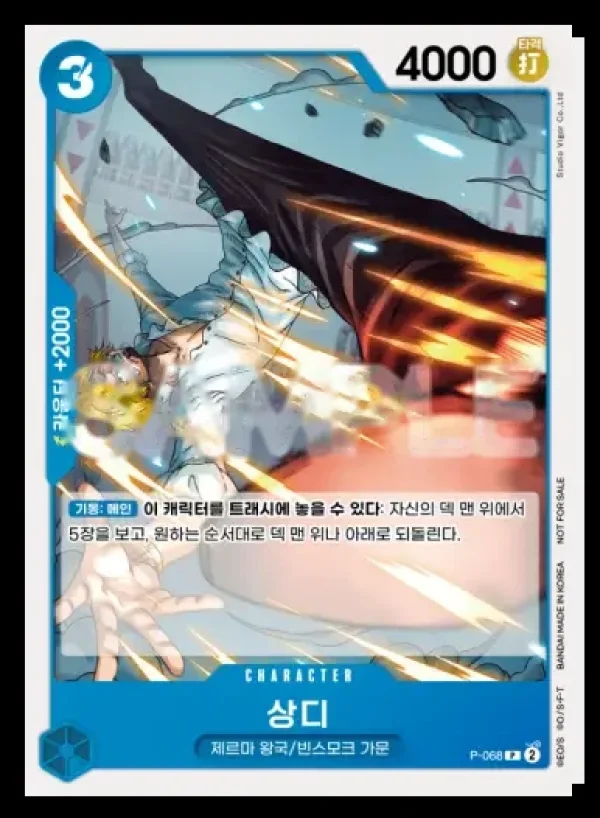 3
4000
타격
打
Studio Vigor Co.,Ltd
카운터 +2000
SAMPLE
기동: 메인 이 캐릭터를 트래시에 놓을 수 있다: 자신의 덱 맨 위에서
5장을 보고, 원하는 순서대로 덱 맨 위나 아래로 되돌린다.
CHARACTER
상디
제르마 왕국/빈스모크 가문
P-068 P 2
©EO/S ©O./S·F·T BANDAI MADE IN KOREA NOT FOR SALE